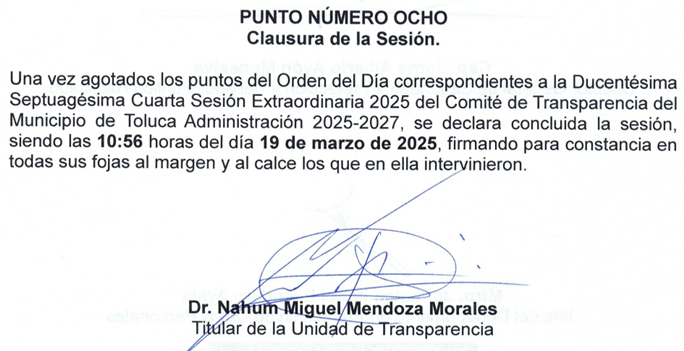 PUNTO NÚMERO OCHO
Clausura de la Sesión.
Una vez agotados los puntos del Orden del Día correspondientes a la Ducentésima
Septuagésima Cuarta Sesión Extraordinaria 2025 del Comité de Transparencia del
Municipio de Toluca Administración 2025-2027, se declara concluida la sesión,
siendo las 10:56 horas del día 19 de marzo de 2025, firmando para constancia en
todas sus fojas al margen y al calce los que en ella intervinieron.
Dr. Nahum Miguel Mendoza Morales
Titular de la Unidad de Transparencia